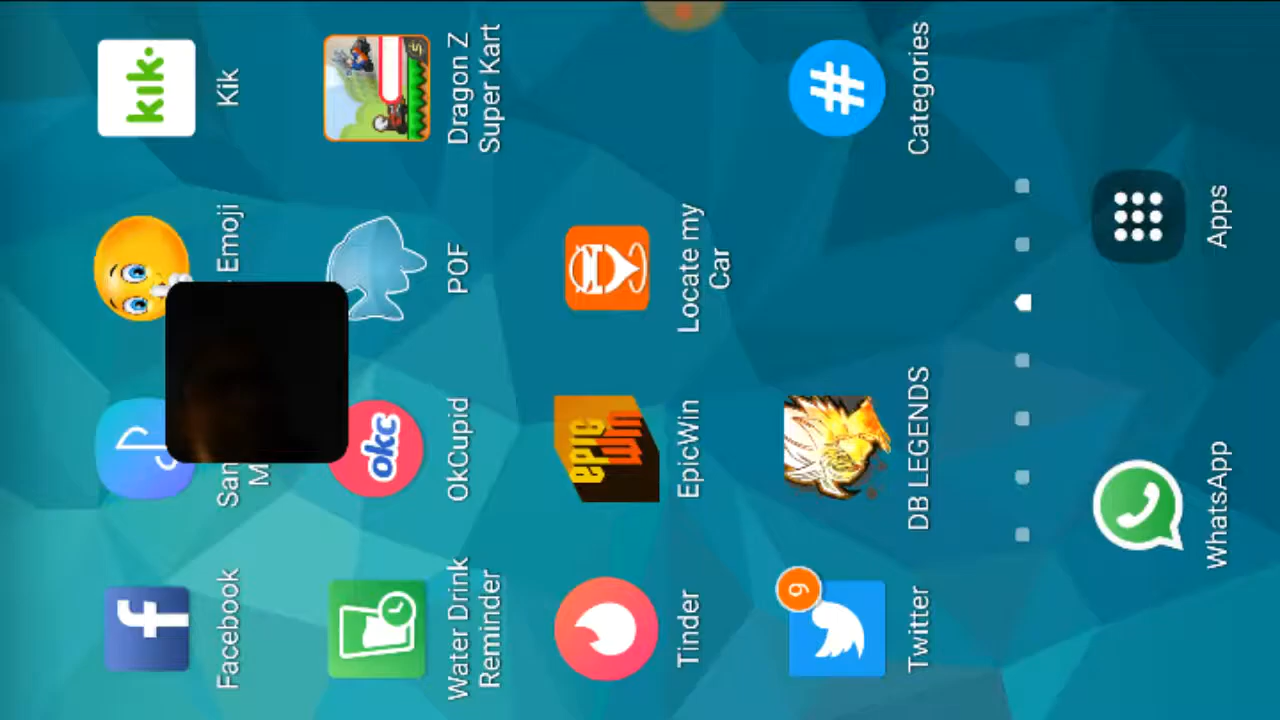 f
kik·
Facebook
Emoji
Kik
okc
Water Drink
Reminder
OkCupid
POF
Dragon Z
Super Kart
epic
win
Tinder
EpicWin
Locate my
Car
9
#
Twitter
DB LEGENDS
Categories
WhatsApp
Apps